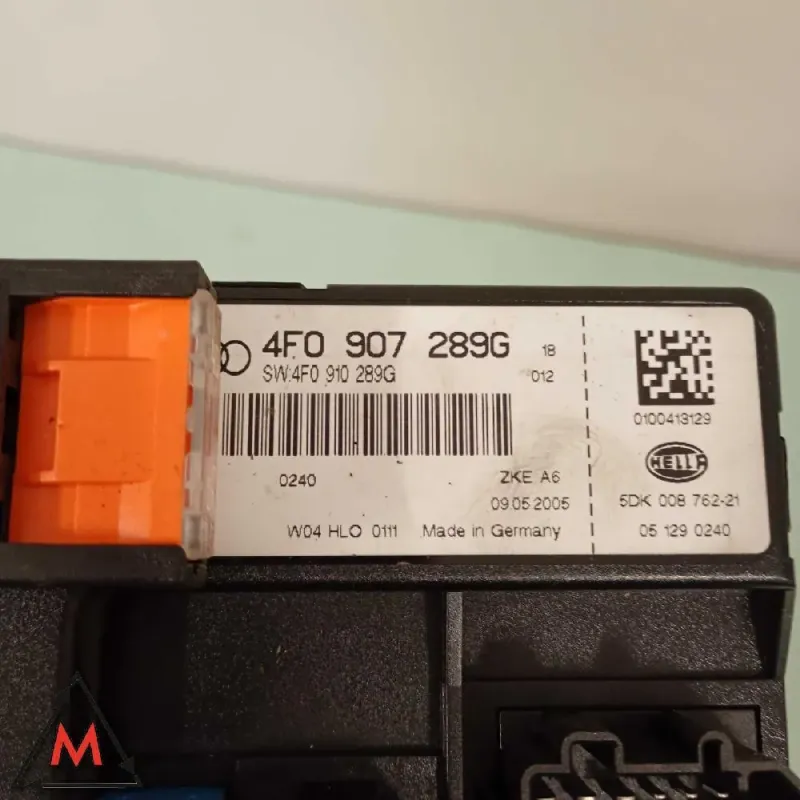 4F0 907 289G 18
SW:4F0 910 289G 012
0240 ZKE A6
09.05.2005
W04 HLO 0111 Made in Germany
0100413129
HELLA
5DK 008 762-21
05 129 0240
M